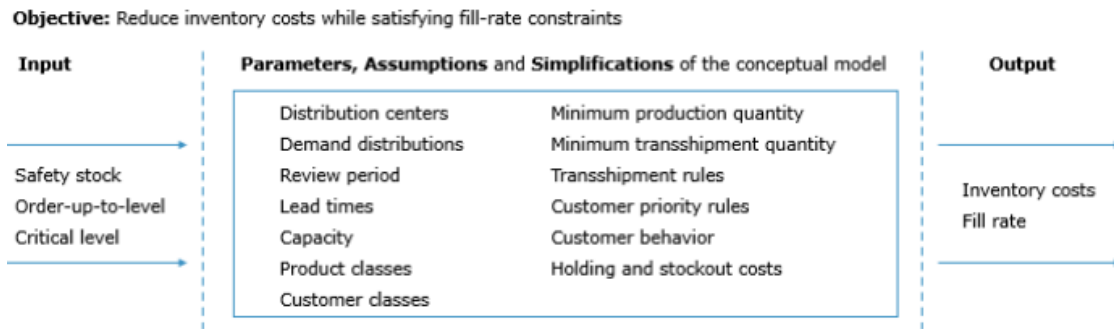 Objective: Reduce inventory costs while satisfying fill-rate constraints
Input
Parameters, Assumptions and Simplifications of the conceptual model
Output
Safety stock
Order-up-to-level
Critical level
Distribution centers
Demand distributions
Review period
Lead times
Capacity
Product classes
Customer classes
Minimum production quantity
Minimum transshipment quantity
Transshipment rules
Customer priority rules
Customer behavior
Holding and stockout costs
Inventory costs
Fill rate